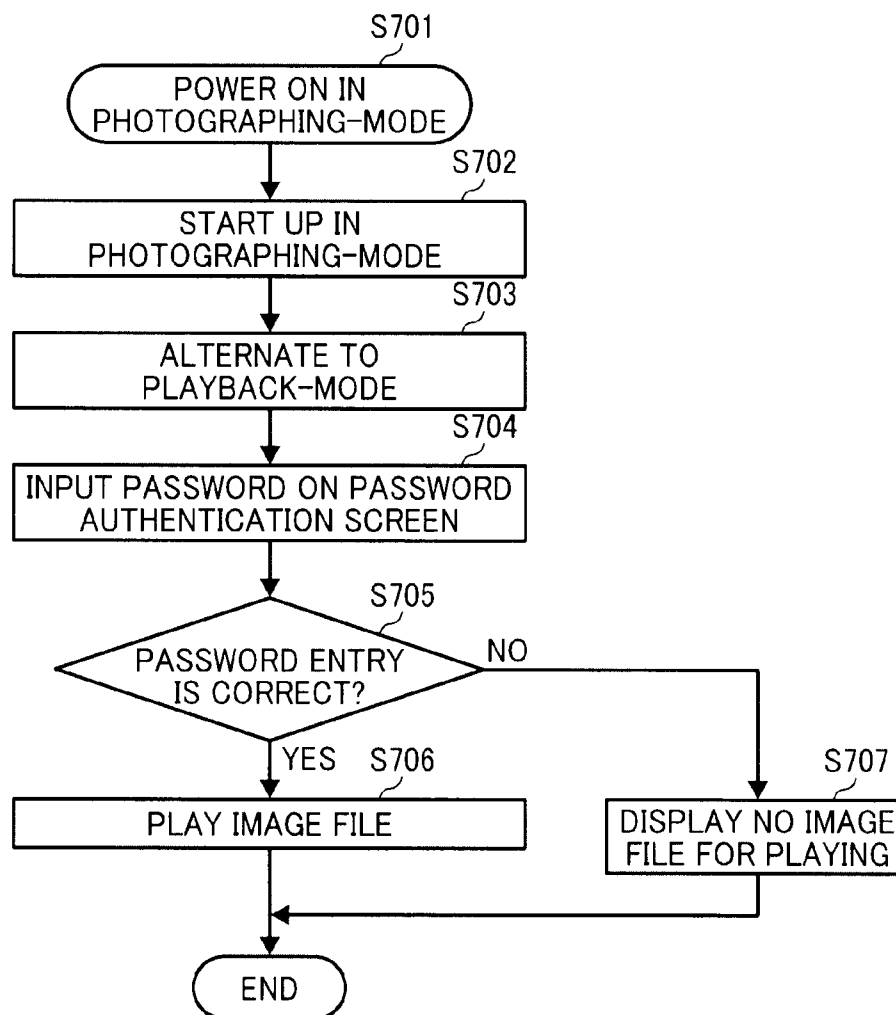 S701
POWER ON IN
PHOTOGRAPHING-MODE
S702
START UP IN
PHOTOGRAPHING-MODE
S703
ALTERNATE TO
PLAYBACK-MODE
S704
INPUT PASSWORD ON PASSWORD
AUTHENTICATION SCREEN
S705
PASSWORD ENTRY
IS CORRECT?
NO
YES
S706
PLAY IMAGE FILE
S707
DISPLAY NO IMAGE
FILE FOR PLAYING
END